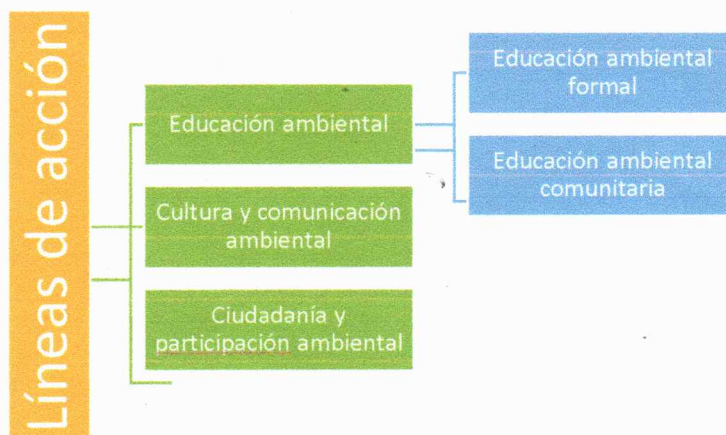 Líneas de acción
Educación ambiental
Cultura y comunicación
ambiental
Ciudadanía y
participación ambiental
Educación ambiental
formal
Educación ambiental
comunitaria